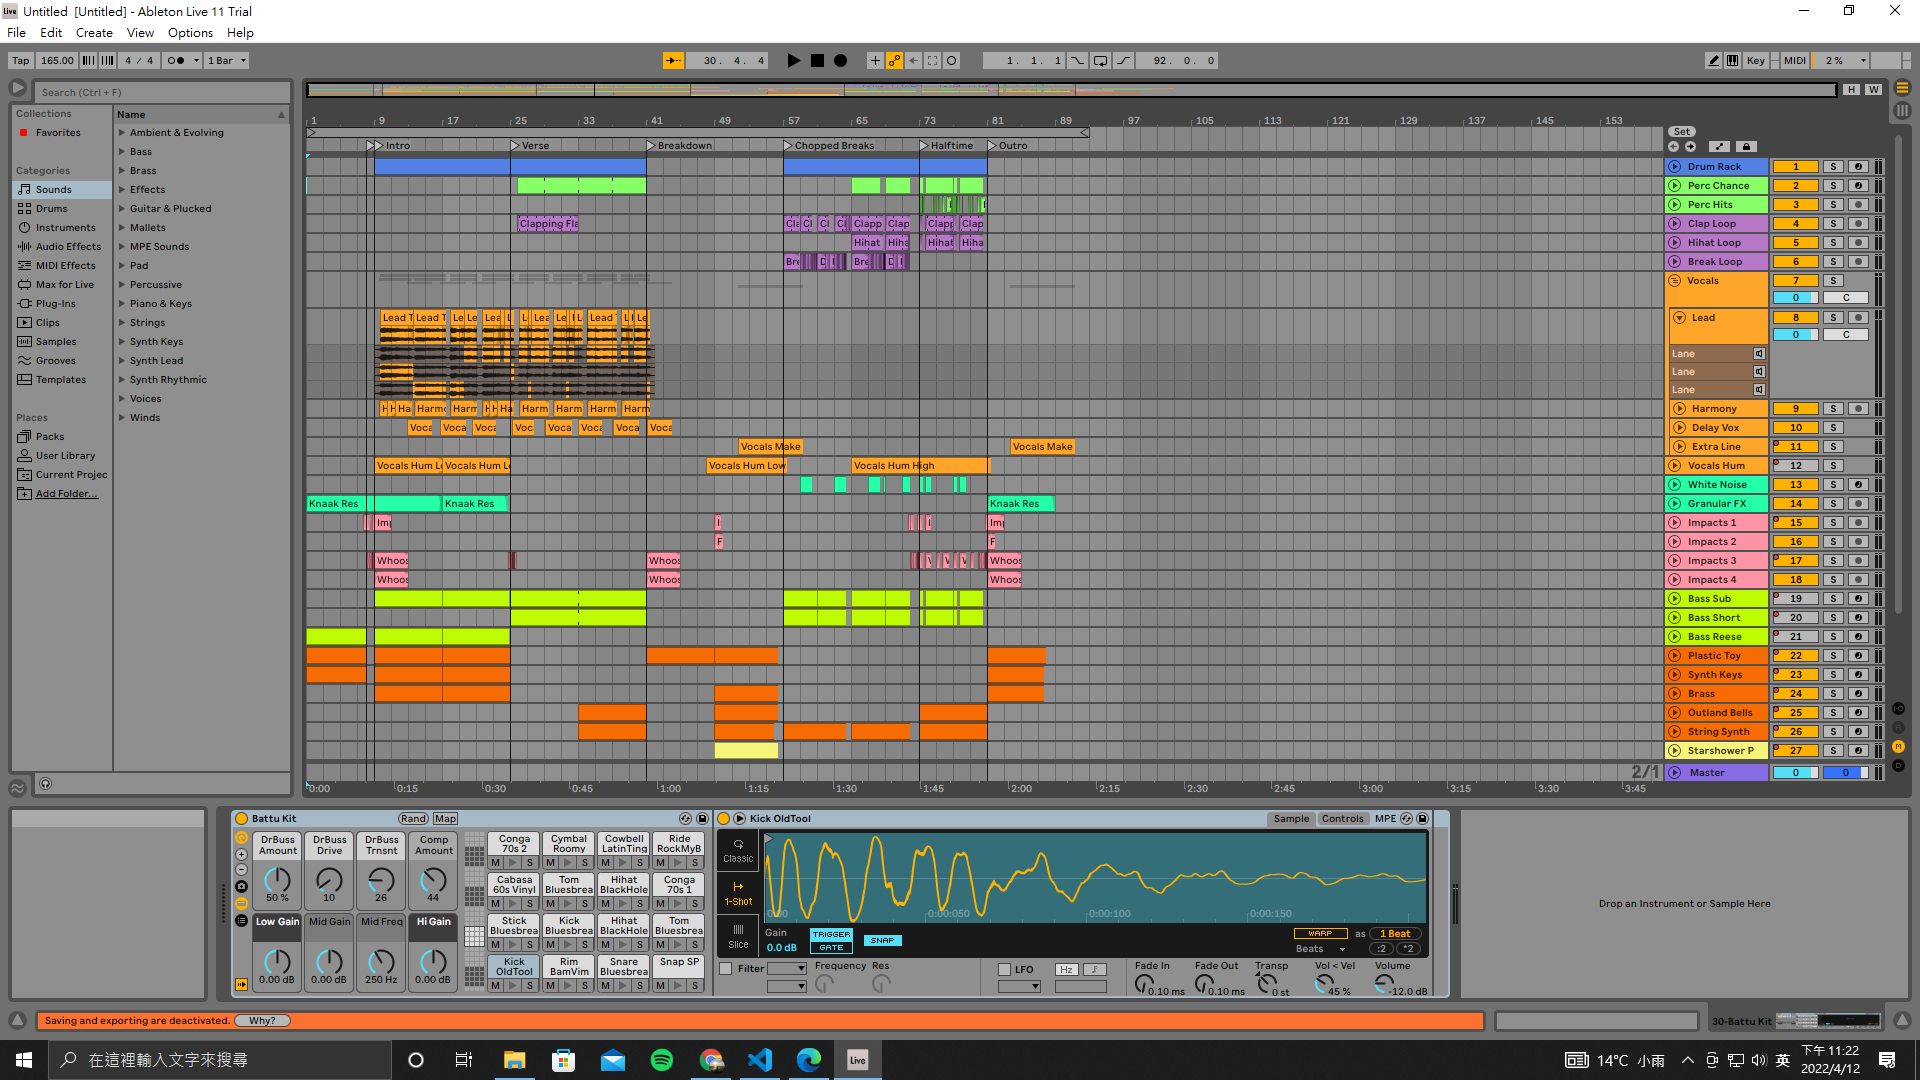 Untitled  [Untitled] - Ableton Live 11 Trial
File Edit Create View Options Help
Tap 165.00 4 / 4 1 Bar 30. 4. 4 1. 1. 1 92. 0. 0 Key MIDI 2 %
Search (Ctrl + F)
H W
Collections
Favorites
Categories
Sounds
Drums
Instruments
Audio Effects
MIDI Effects
Max for Live
Plug-Ins
Clips
Samples
Grooves
Templates
Places
Packs
User Library
Current Projec
Add Folder...
Name
Ambient & Evolving
Bass
Brass
Effects
Guitar & Plucked
Mallets
MPE Sounds
Pad
Percussive
Piano & Keys
Strings
Synth Keys
Synth Lead
Synth Rhythmic
Voices
Winds
1 9 17 25 33 41 49 57 65 73 81 89 97 105 113 121 129 137 145 153
Set
Intro Verse Breakdown Chopped Breaks Halftime Outro
Drum Rack 1 S
Perc Chance 2 S
Perc Hits 3 S
Clapping Fla Clap Loop 4 S
Hihat Hihat Hihat Hiha Hihat Loop 5 S
Bre Bre Break Loop 6 S
Vocals 7 S
0 C
Lead T Lead T Lead Lead 8 S
0 C
Lane
Lane
Lane
Harm Harm Harm Harm Harm Harm Harmony 9 S
Voca Voca Voca Voca Voca Voca Voca Voca Delay Vox 10 S
Vocals Make Vocals Make Extra Line 11 S
Vocals Hum L Vocals Hum L Vocals Hum Low Vocals Hum High Vocals Hum 12 S
White Noise 13 S
Knaak Res Knaak Res Knaak Res Granular FX 14 S
Imp Imp Impacts 1 15 S
F F Impacts 2 16 S
Whoos Whoos Whoos Impacts 3 17 S
Whoos Whoos Whoos Impacts 4 18 S
Bass Sub 19 S
Bass Short 20 S
Bass Reese 21 S
Plastic Toy 22 S
Synth Keys 23 S
Brass 24 S
Outland Bells 25 S
String Synth 26 S
Starshower P 27 S
2/1 Master 0 0
0:00 0:15 0:30 0:45 1:00 1:15 1:30 1:45 2:00 2:15 2:30 2:45 3:00 3:15 3:30 3:45
Battu Kit Rand Map
DrBuss Amount 50 %
DrBuss Drive 10
DrBuss Trnsnt 26
Comp Amount 44
Low Gain 0.00 dB
Mid Gain 0.00 dB
Mid Freq 250 Hz
Hi Gain 0.00 dB
Conga 70s 2 Cymbal Roomy Cowbell LatinTing Ride RockMyB
M S M S M S M S
Cabasa 60s Vinyl Tom Bluesbrea Hihat BlackHole Conga 70s 1
M S M S M S M S
Stick Bluesbrea Kick Bluesbrea Hihat BlackHole Tom Bluesbrea
M S M S M S M S
Kick OldTool Rim BamVim Snare Bluesbrea Snap SP
M S M S M S M S
Kick OldTool Sample Controls MPE
Classic
1-Shot
Slice
0:00 0:00:050 0:00:100 0:00:150
Gain
0.0 dB
TRIGGER
GATE
SNAP
WARP as 1 Beat
Beats :2 *2
Filter Frequency Res LFO Hz Fade In Fade Out Transp Vol < Vel Volume
0.10 ms 0.10 ms 0 st 45 % -12.0 dB
Drop an Instrument or Sample Here
Saving and exporting are deactivated. Why?
30-Battu Kit
在這裡輸入文字來搜尋
Live
14°C 小雨
英
下午 11:22
2022/4/12